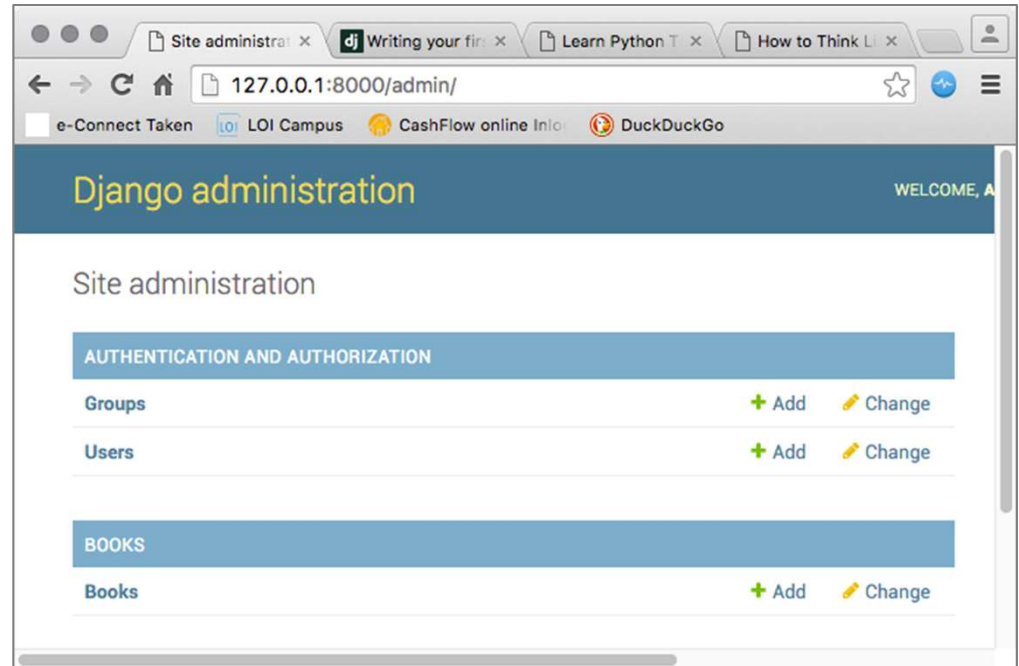 Site administrat
Writing your fir
Learn Python T
How to Think Li
127.0.0.1:8000/admin/
e-Connect Taken
LOI LOI Campus
CashFlow online Inlo
DuckDuckGo
Django administration
WELCOME, A
Site administration
AUTHENTICATION AND AUTHORIZATION
Groups Add Change
Users Add Change
BOOKS
Books Add Change